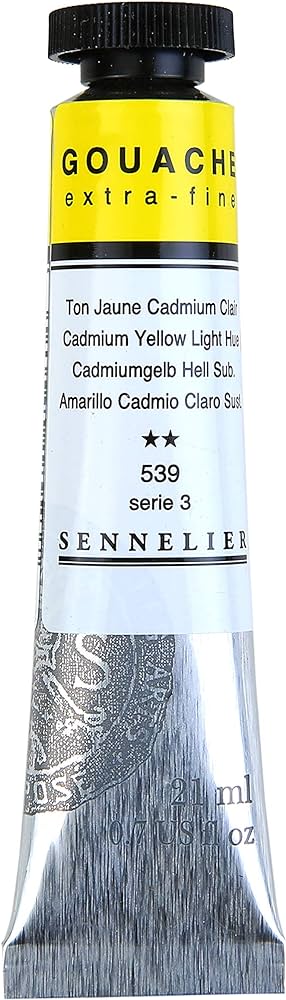 GOUACHE
extra-fine
Ton Jaune Cadmium Clair
Cadmium Yellow Light Hue
Cadmiumgelb Hell Sub.
Amarillo Cadmio Claro Sust.
★★
539
serie 3
SENNELIER
21 ml
0.7 US fl oz